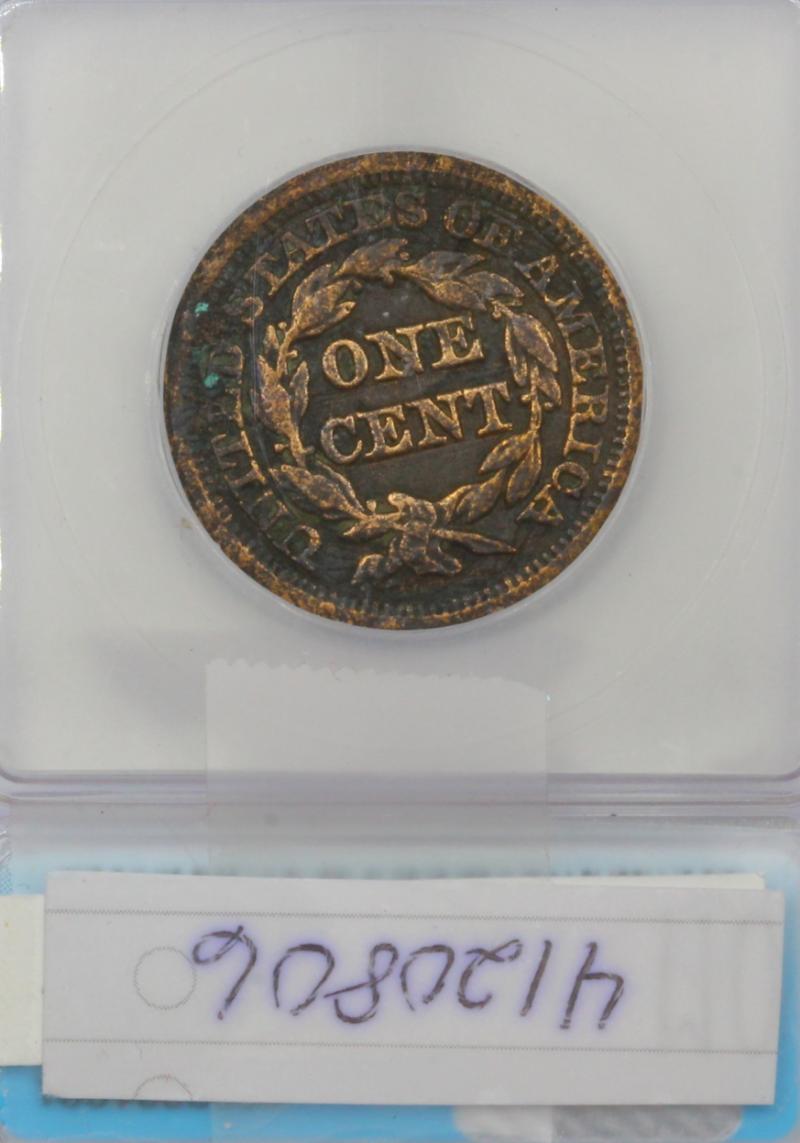 UNITED STATES OF AMERICA
ONE
CENT
4120806